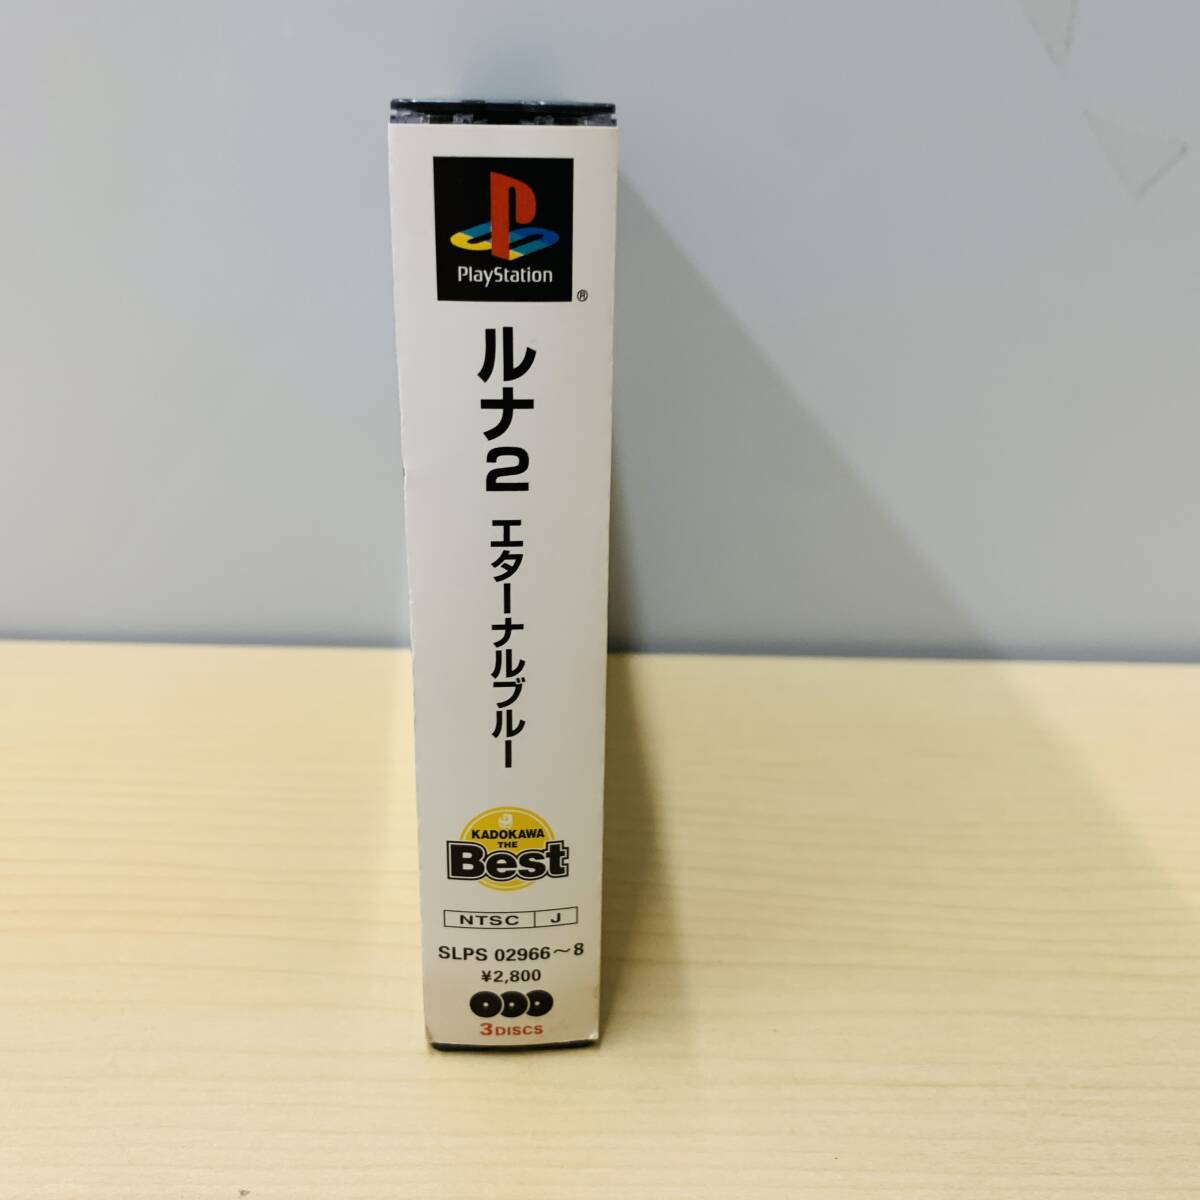 PlayStation
®
ルナ2 エターナルブルー
KADOKAWA
THE
Best
NTSC J
SLPS 02966～8
¥2,800
3DISCS